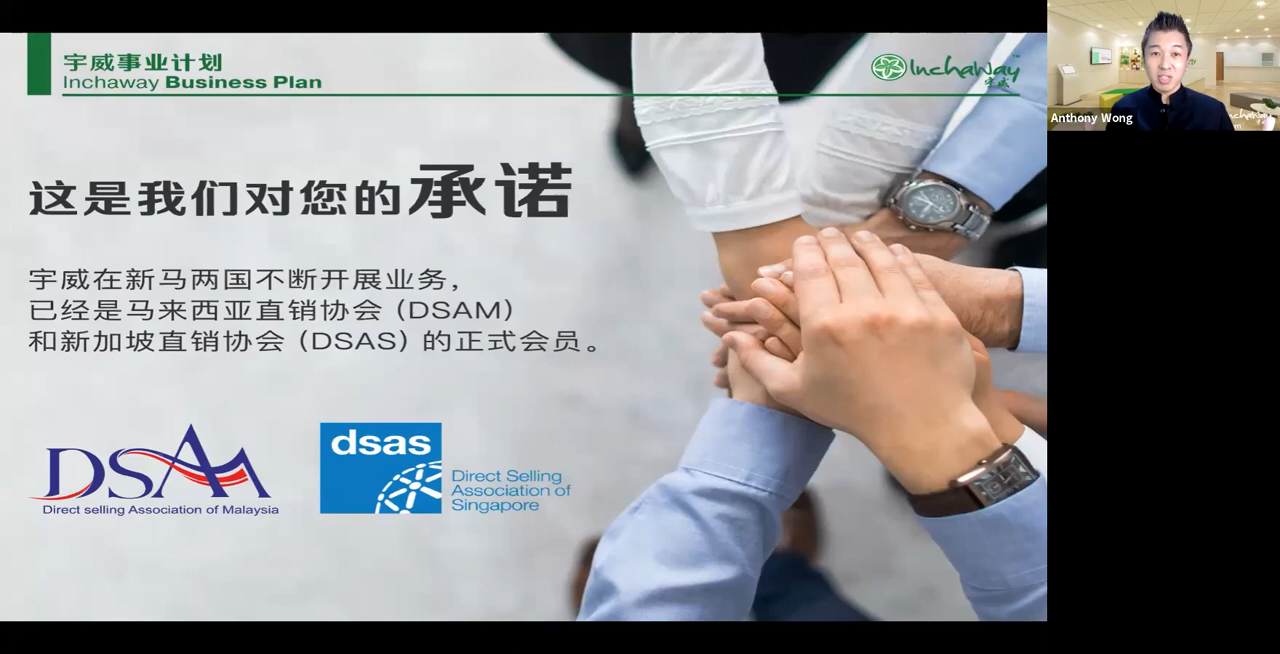 宇威事业计划
Inchaway Business Plan
Inchaway™
宇威
这是我们对您的承诺
宇威在新马两国不断开展业务，
已经是马来西亚直销协会（DSAM）
和新加坡直销协会（DSAS）的正式会员。
DSAM
Direct selling Association of Malaysia
dsas
Direct Selling
Association of
Singapore
Anthony Wong